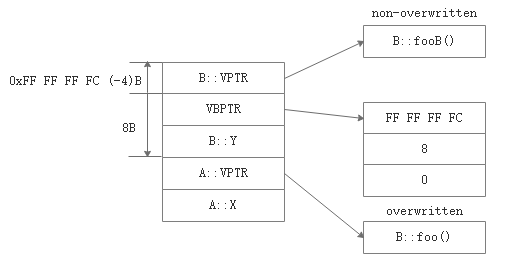 non-overwritten
B::fooB()
B::VPTR
0xFF FF FF FC (-4)B
VBPTR
FF FF FF FC
8B
B::Y
8
A::VPTR
0
A::X
overwritten
B::foo()